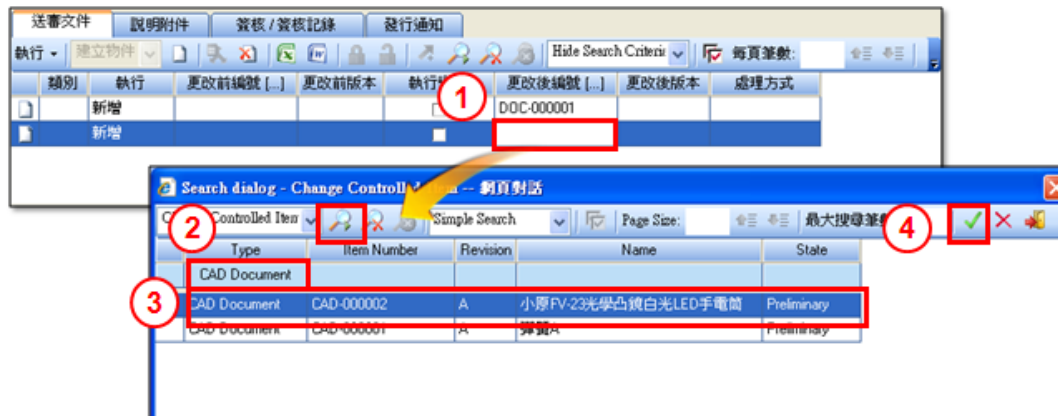 送審文件 說明附件 簽核/簽核記錄 發行通知
執行 建立物件 Hide Search Criteria 每頁筆數:
類別 執行 更改前編號 [...] 更改前版本 更改後編號 [...] 更改後版本 處理方式
1
新增 DOC-000001
新增
Search dialog - Change Controlled Item -- 網頁對話
2
Controlled Item Simple Search Page Size: 最大搜尋筆數
4
Type Item Number Revision Name State
CAD Document
3
CAD Document CAD-000002 A 小原FV-23光學凸鏡白光LED手電筒 Preliminary
CAD Document CAD-000001 A 彈簧A Preliminary